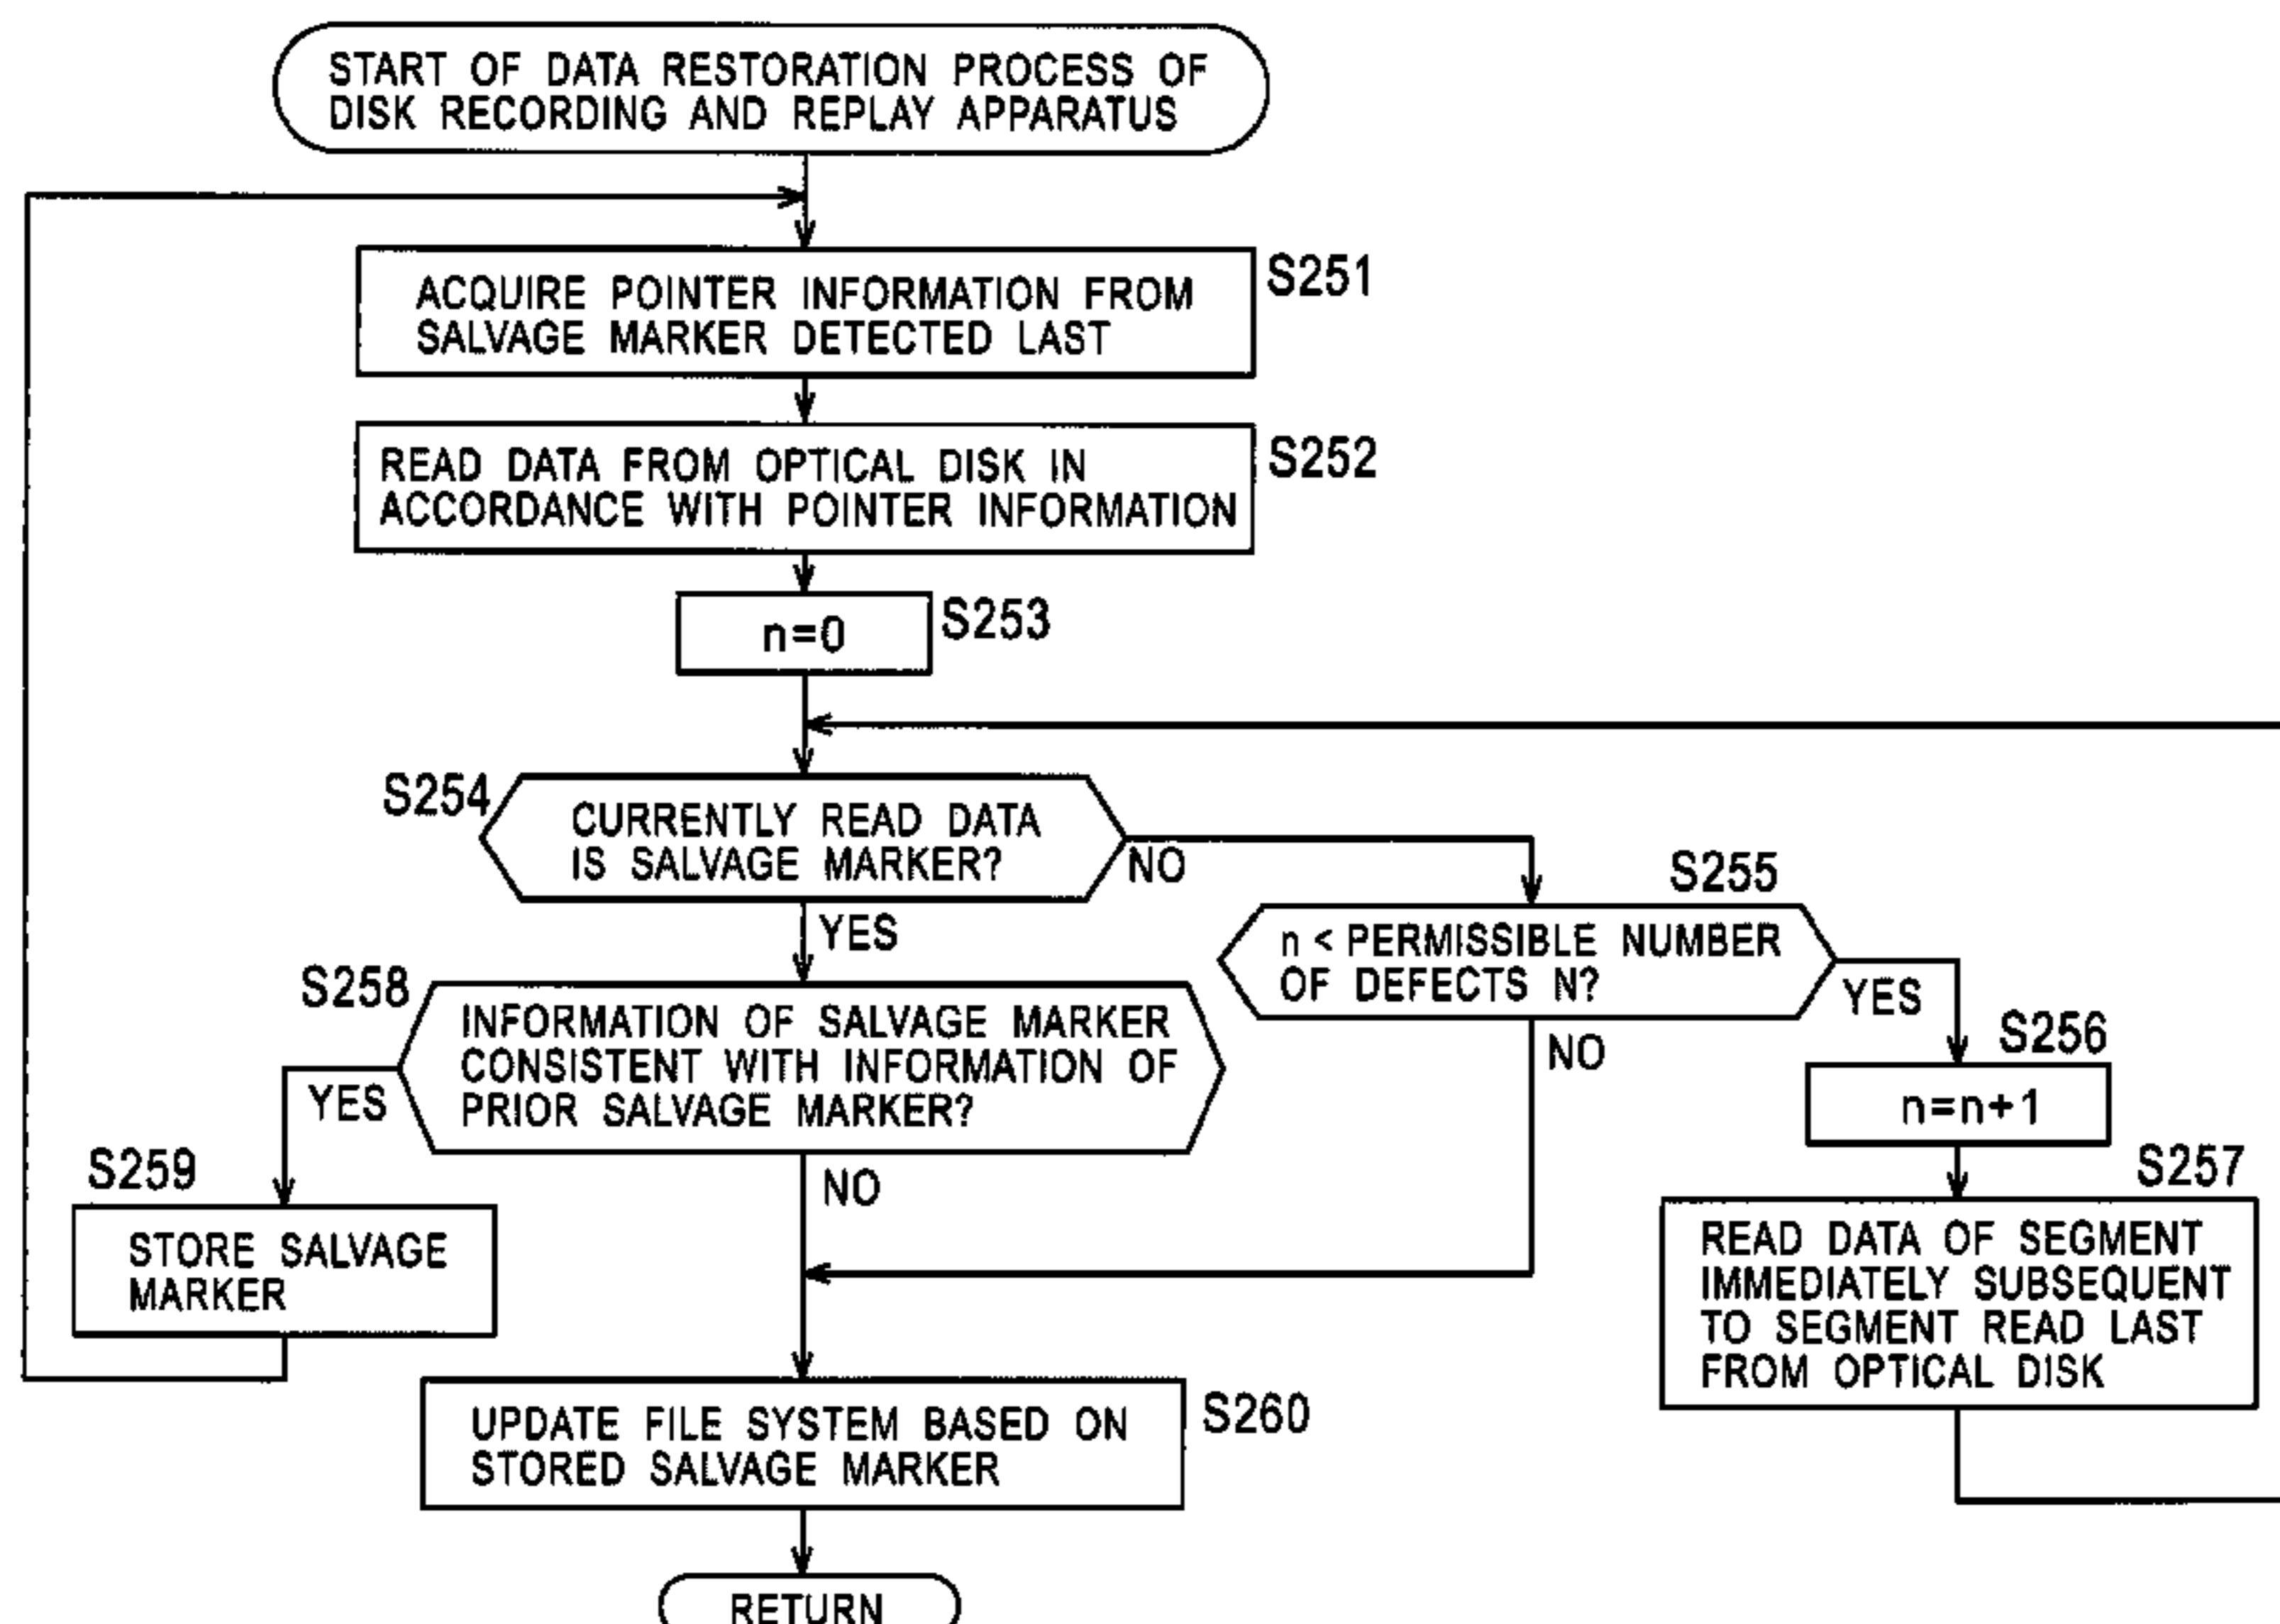 START OF DATA RESTORATION PROCESS OF
DISK RECORDING AND REPLAY APPARATUS
S251
ACQUIRE POINTER INFORMATION FROM
SALVAGE MARKER DETECTED LAST
S252
READ DATA FROM OPTICAL DISK IN
ACCORDANCE WITH POINTER INFORMATION
S253
n=0
S254
CURRENTLY READ DATA
IS SALVAGE MARKER?
NO
YES
S255
n < PERMISSIBLE NUMBER
OF DEFECTS N?
YES
NO
S256
n=n+1
S257
READ DATA OF SEGMENT
IMMEDIATELY SUBSEQUENT
TO SEGMENT READ LAST
FROM OPTICAL DISK
S258
INFORMATION OF SALVAGE MARKER
CONSISTENT WITH INFORMATION OF
PRIOR SALVAGE MARKER?
YES
NO
S259
STORE SALVAGE
MARKER
S260
UPDATE FILE SYSTEM BASED ON
STORED SALVAGE MARKER
RETURN